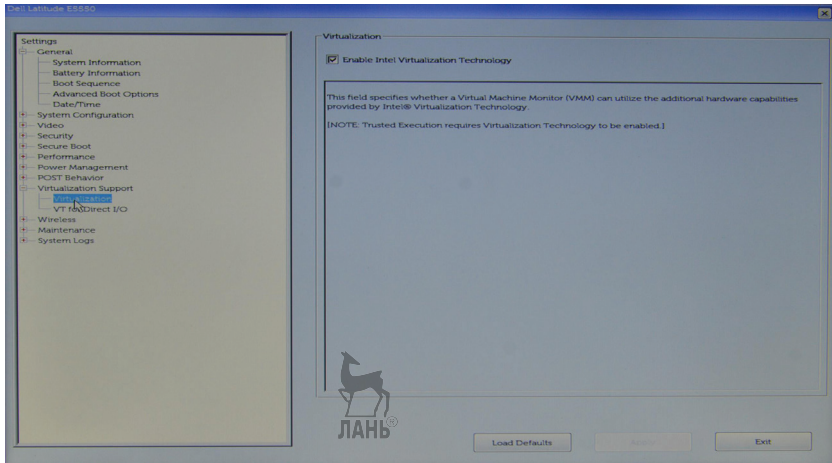 Dell Latitude E5550
Settings
General
System Information
Battery Information
Boot Sequence
Advanced Boot Options
Date/Time
System Configuration
Video
Security
Secure Boot
Performance
Power Management
POST Behavior
Virtualization Support
Virtualization
VT for Direct I/O
Wireless
Maintenance
System Logs
Virtualization
Enable Intel Virtualization Technology
This field specifies whether a Virtual Machine Monitor (VMM) can utilize the additional hardware capabilities
provided by Intel® Virtualization Technology.
[NOTE: Trusted Execution requires Virtualization Technology to be enabled.]
ЛАНЬ®
Load Defaults
Apply
Exit